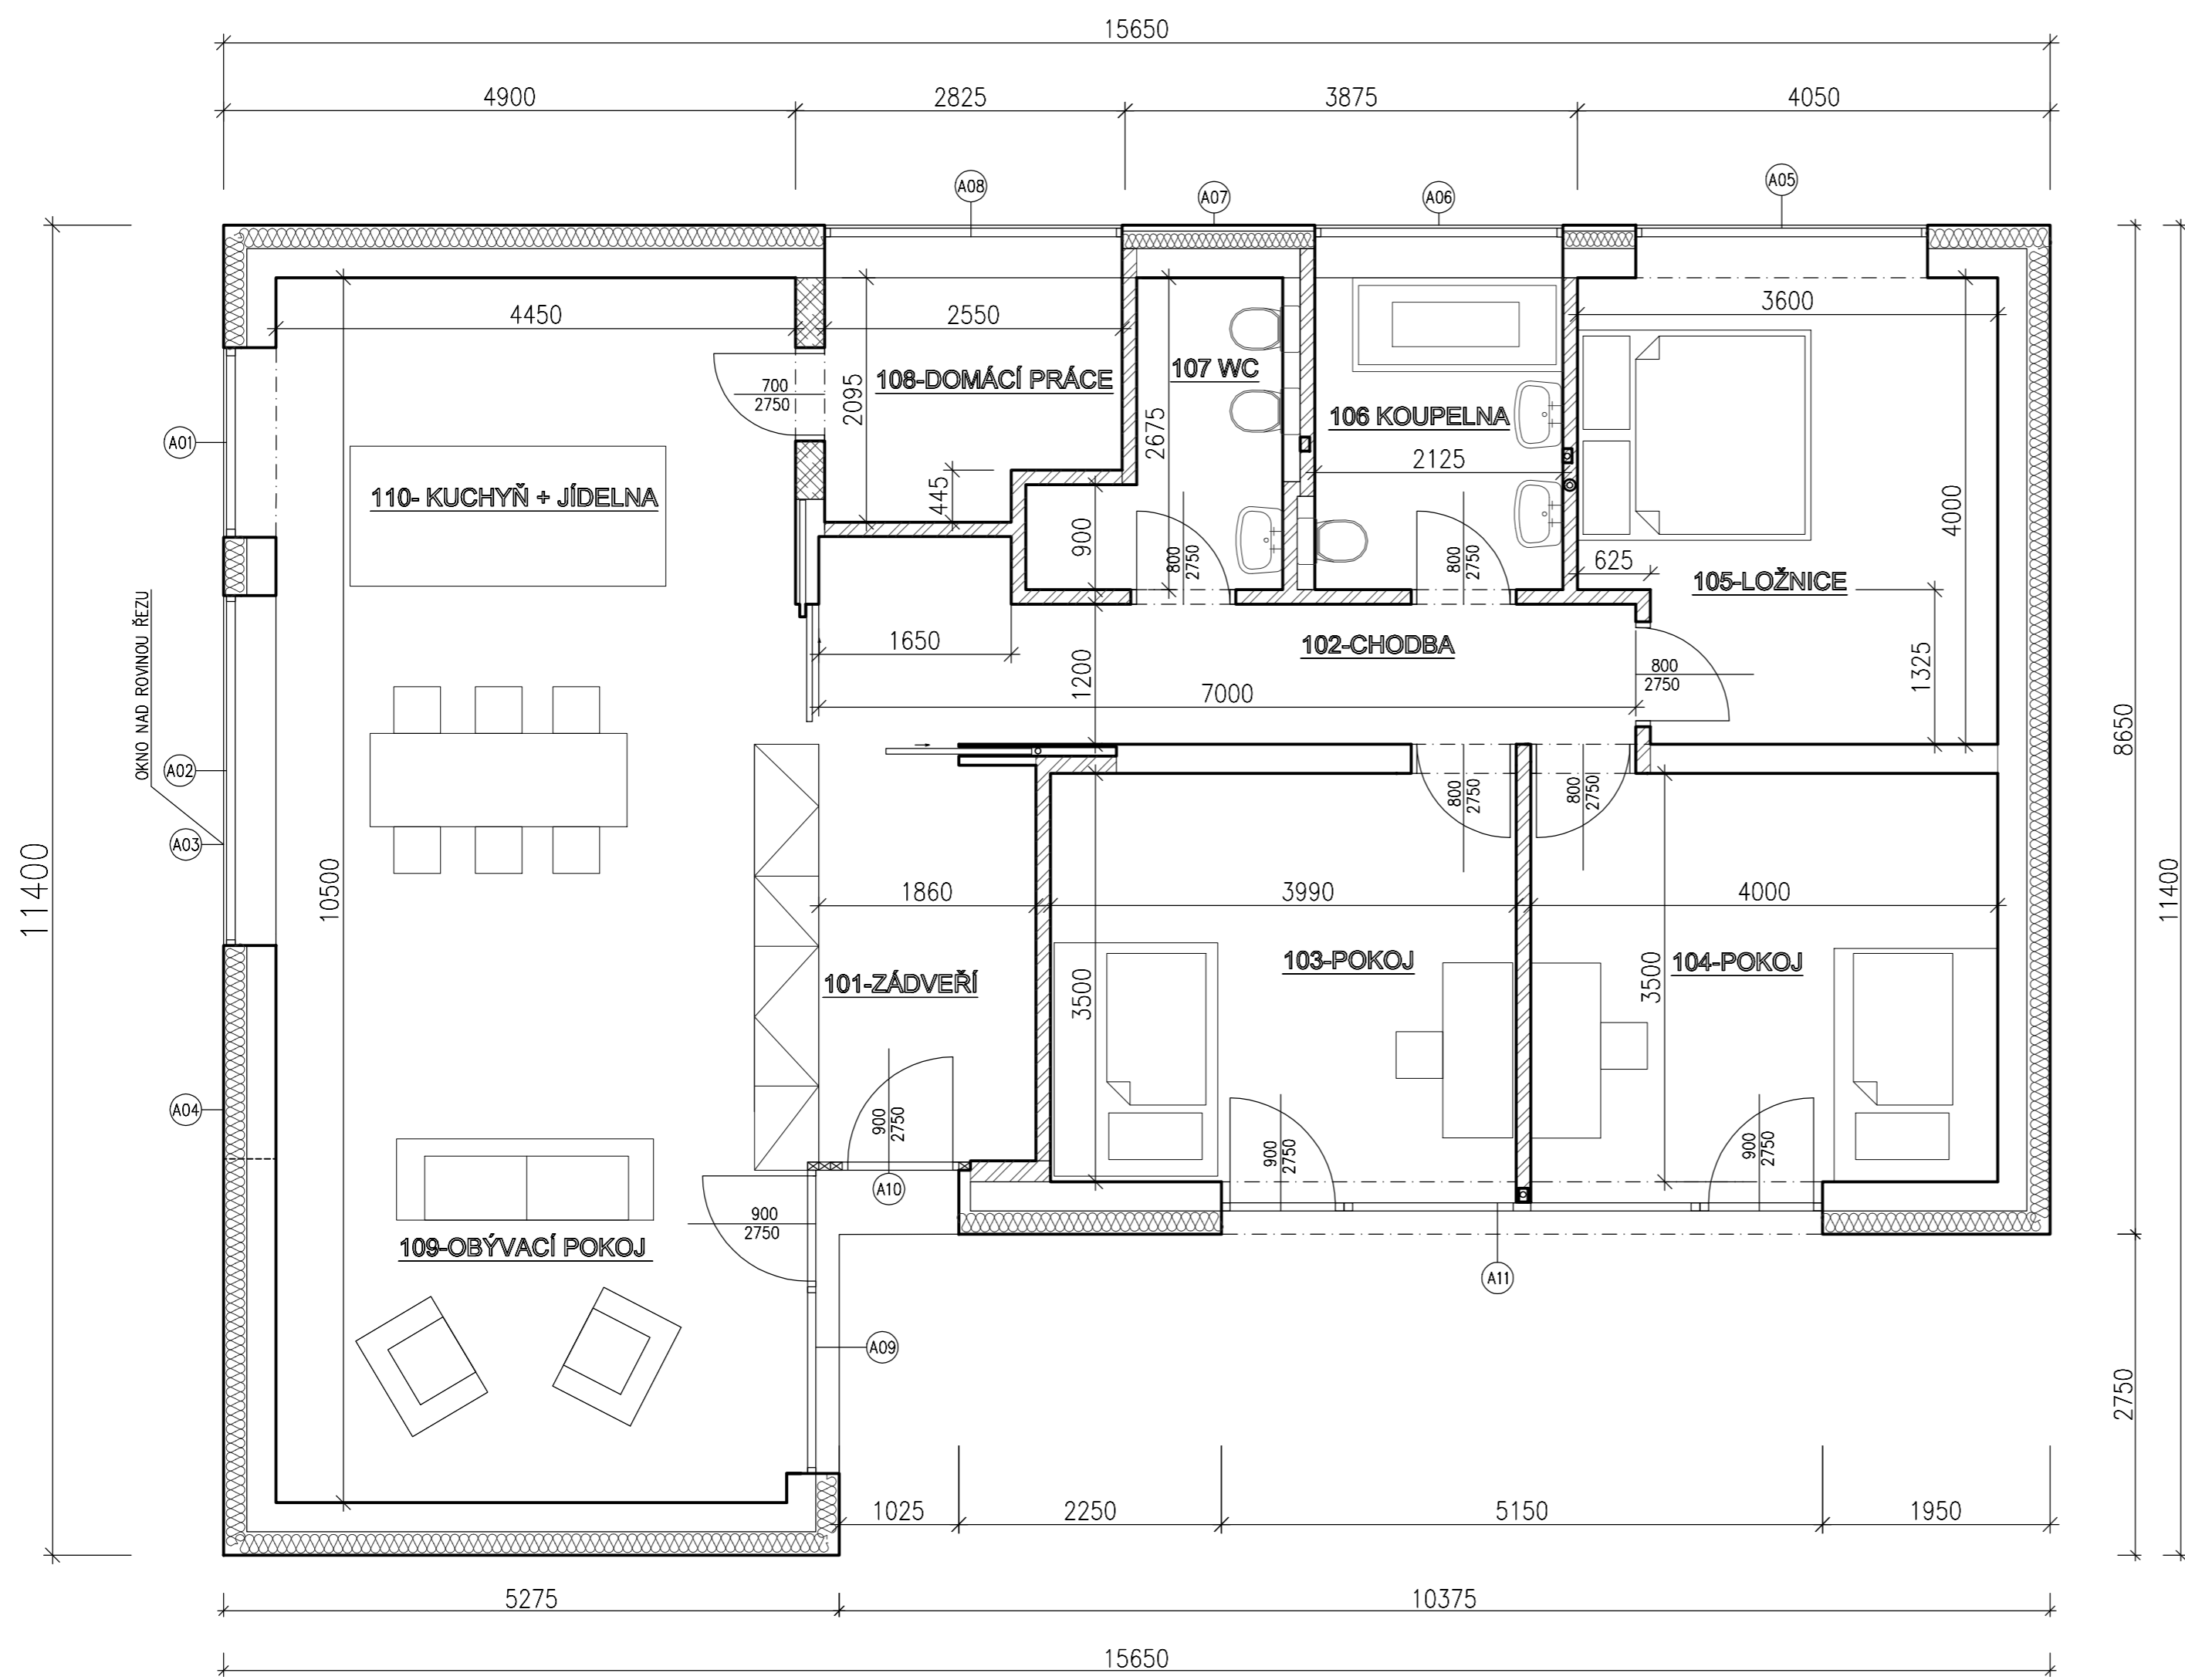 15650
4900 2825 3875 4050
A08 A07 A06 A05
4450 2550 3600
700
2750
2095
108-DOMÁCÍ PRÁCE
107 WC
2675
106 KOUPELNA
2125
A01
110- KUCHYŇ + JÍDELNA
445
900
800
2750
800
2750
625
105-LOŽNICE
4000
OKNO NAD ROVINOU ŘEZU
1650
1200
102-CHODBA
7000
800
2750
1325
8650
A02
A03
11400
10500
800
2750
800
2750
11400
1860 3990 4000
101-ZÁDVEŘÍ
3500
103-POKOJ
3500
104-POKOJ
A04
900
2750
900
2750
900
2750
A10
900
2750
109-OBÝVACÍ POKOJ
A11
A09
2750
1025 2250 5150 1950
5275 10375
15650